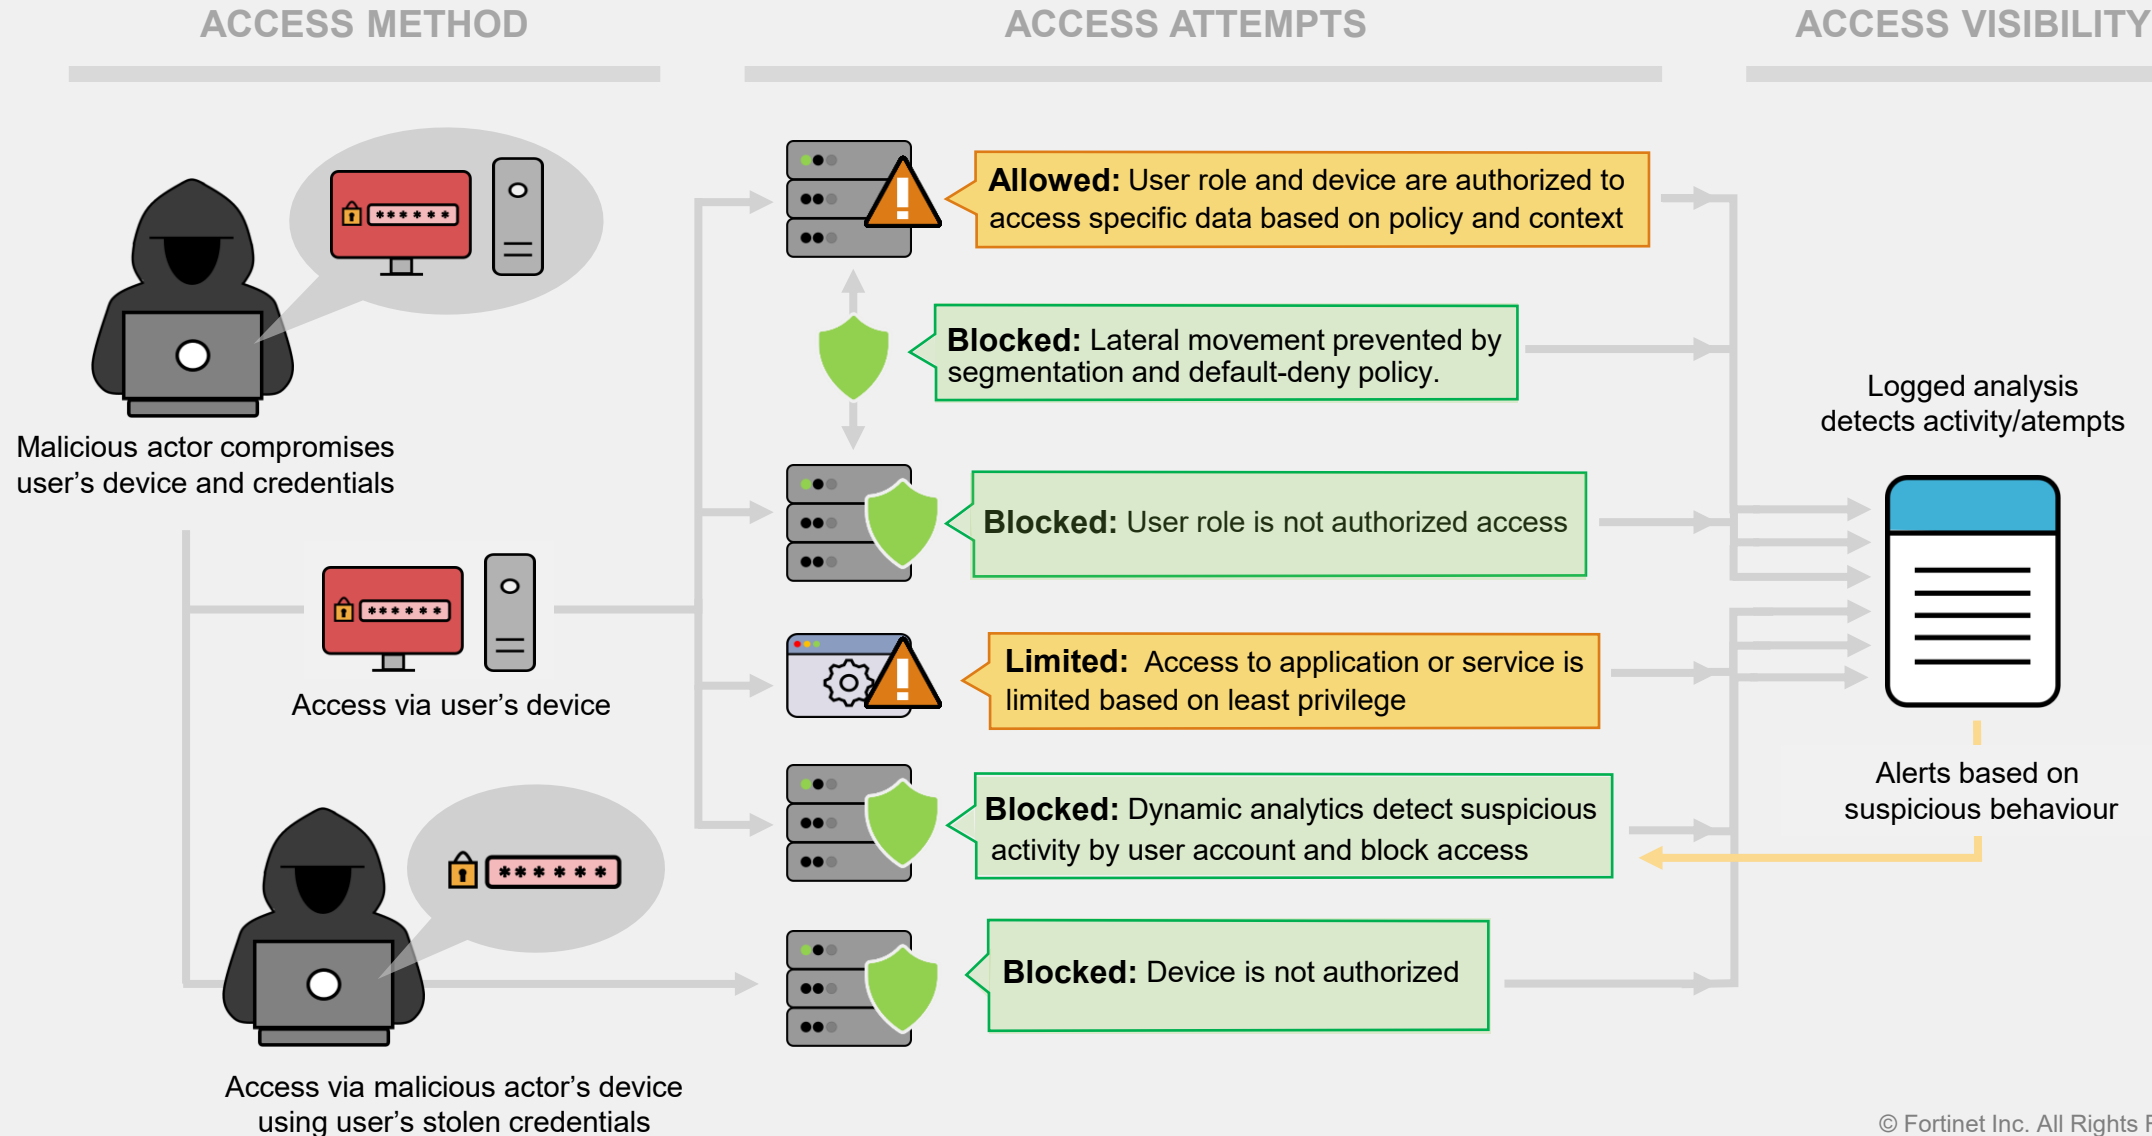 ACCESS METHOD
ACCESS ATTEMPTS
ACCESS VISIBILITY
******
Malicious actor compromises
user’s device and credentials
******
Access via user’s device
******
Access via malicious actor’s device
using user’s stolen credentials
Allowed: User role and device are authorized to
access specific data based on policy and context
Blocked: Lateral movement prevented by
segmentation and default-deny policy.
Blocked: User role is not authorized access
Limited: Access to application or service is
limited based on least privilege
Blocked: Dynamic analytics detect suspicious
activity by user account and block access
Blocked: Device is not authorized
Logged analysis
detects activity/atempts
Alerts based on
suspicious behaviour
© Fortinet Inc. All Rights